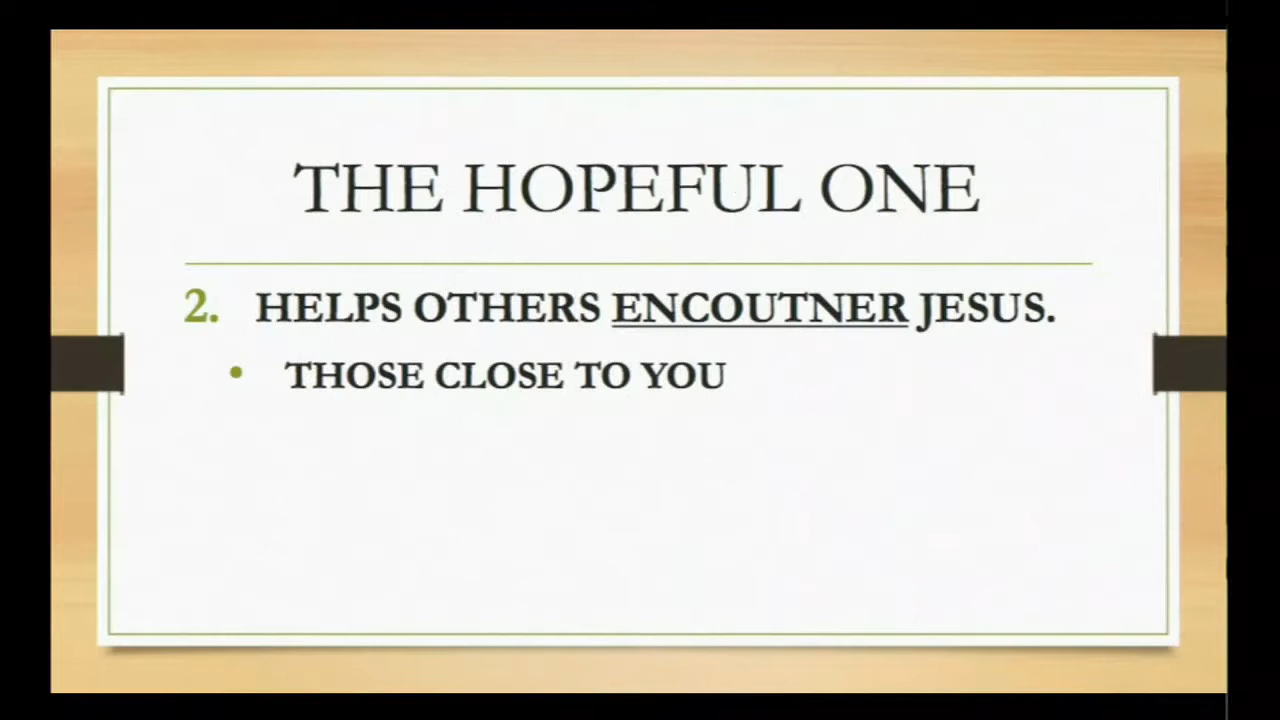 THE HOPEFUL ONE
2. HELPS OTHERS ENCOUTNER JESUS.
• THOSE CLOSE TO YOU